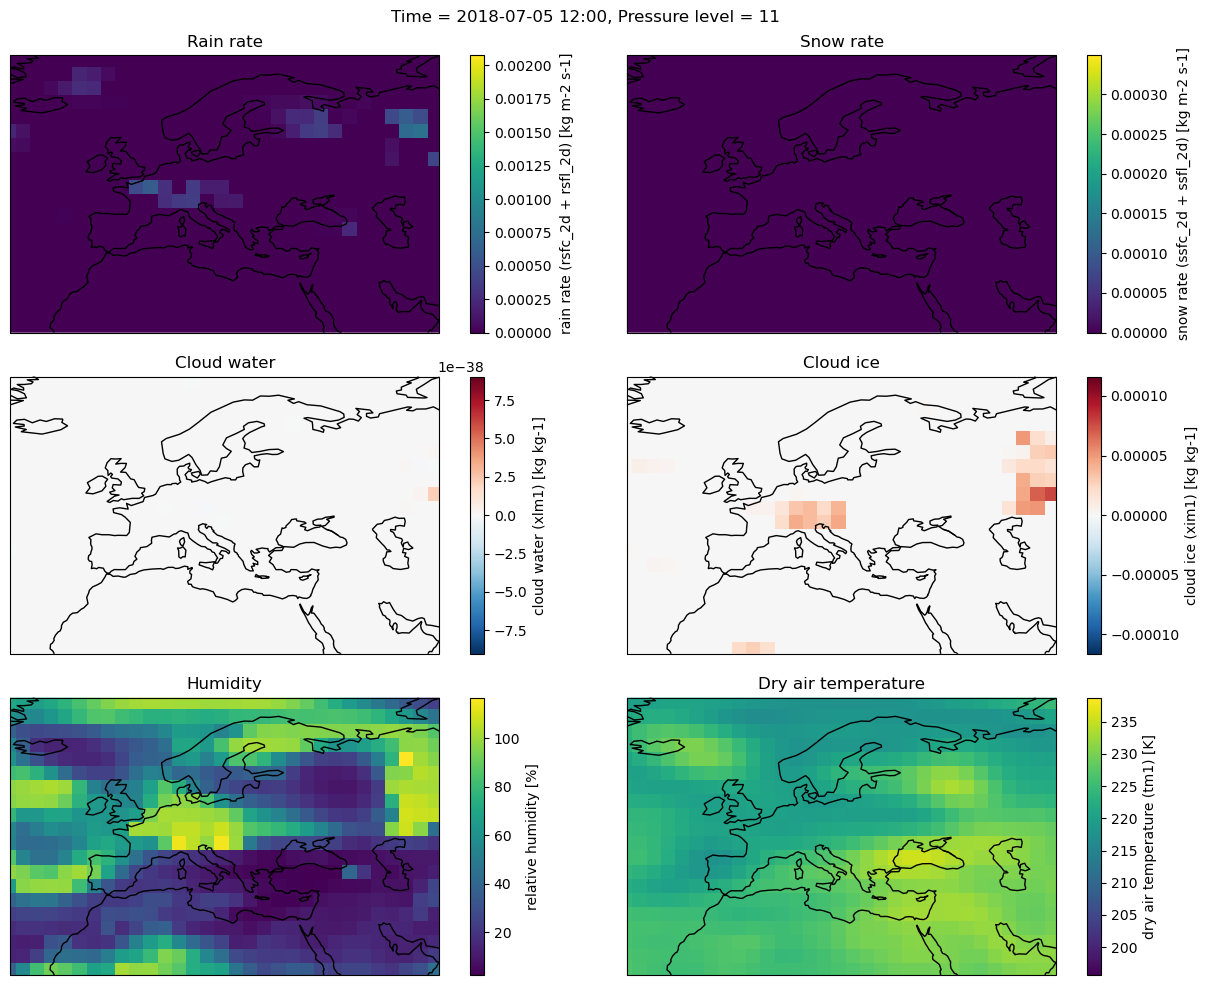 Time = 2018-07-05 12:00, Pressure level = 11
Rain rate
0.00200
0.00175
0.00150
0.00125
0.00100
0.00075
0.00050
0.00025
0.00000
rain rate (rsfc_2d + rsfl_2d) [kg m-2 s-1]
Snow rate
0.00030
0.00025
0.00020
0.00015
0.00010
0.00005
0.00000
snow rate (ssfc_2d + ssfl_2d) [kg m-2 s-1]
Cloud water
1e−38
7.5
5.0
2.5
0.0
−2.5
−5.0
−7.5
cloud water (xlm1) [kg kg-1]
Cloud ice
0.00010
0.00005
0.00000
−0.00005
−0.00010
cloud ice (xim1) [kg kg-1]
Humidity
100
80
60
40
20
relative humidity [%]
Dry air temperature
235
230
225
220
215
210
205
200
dry air temperature (tm1) [K]